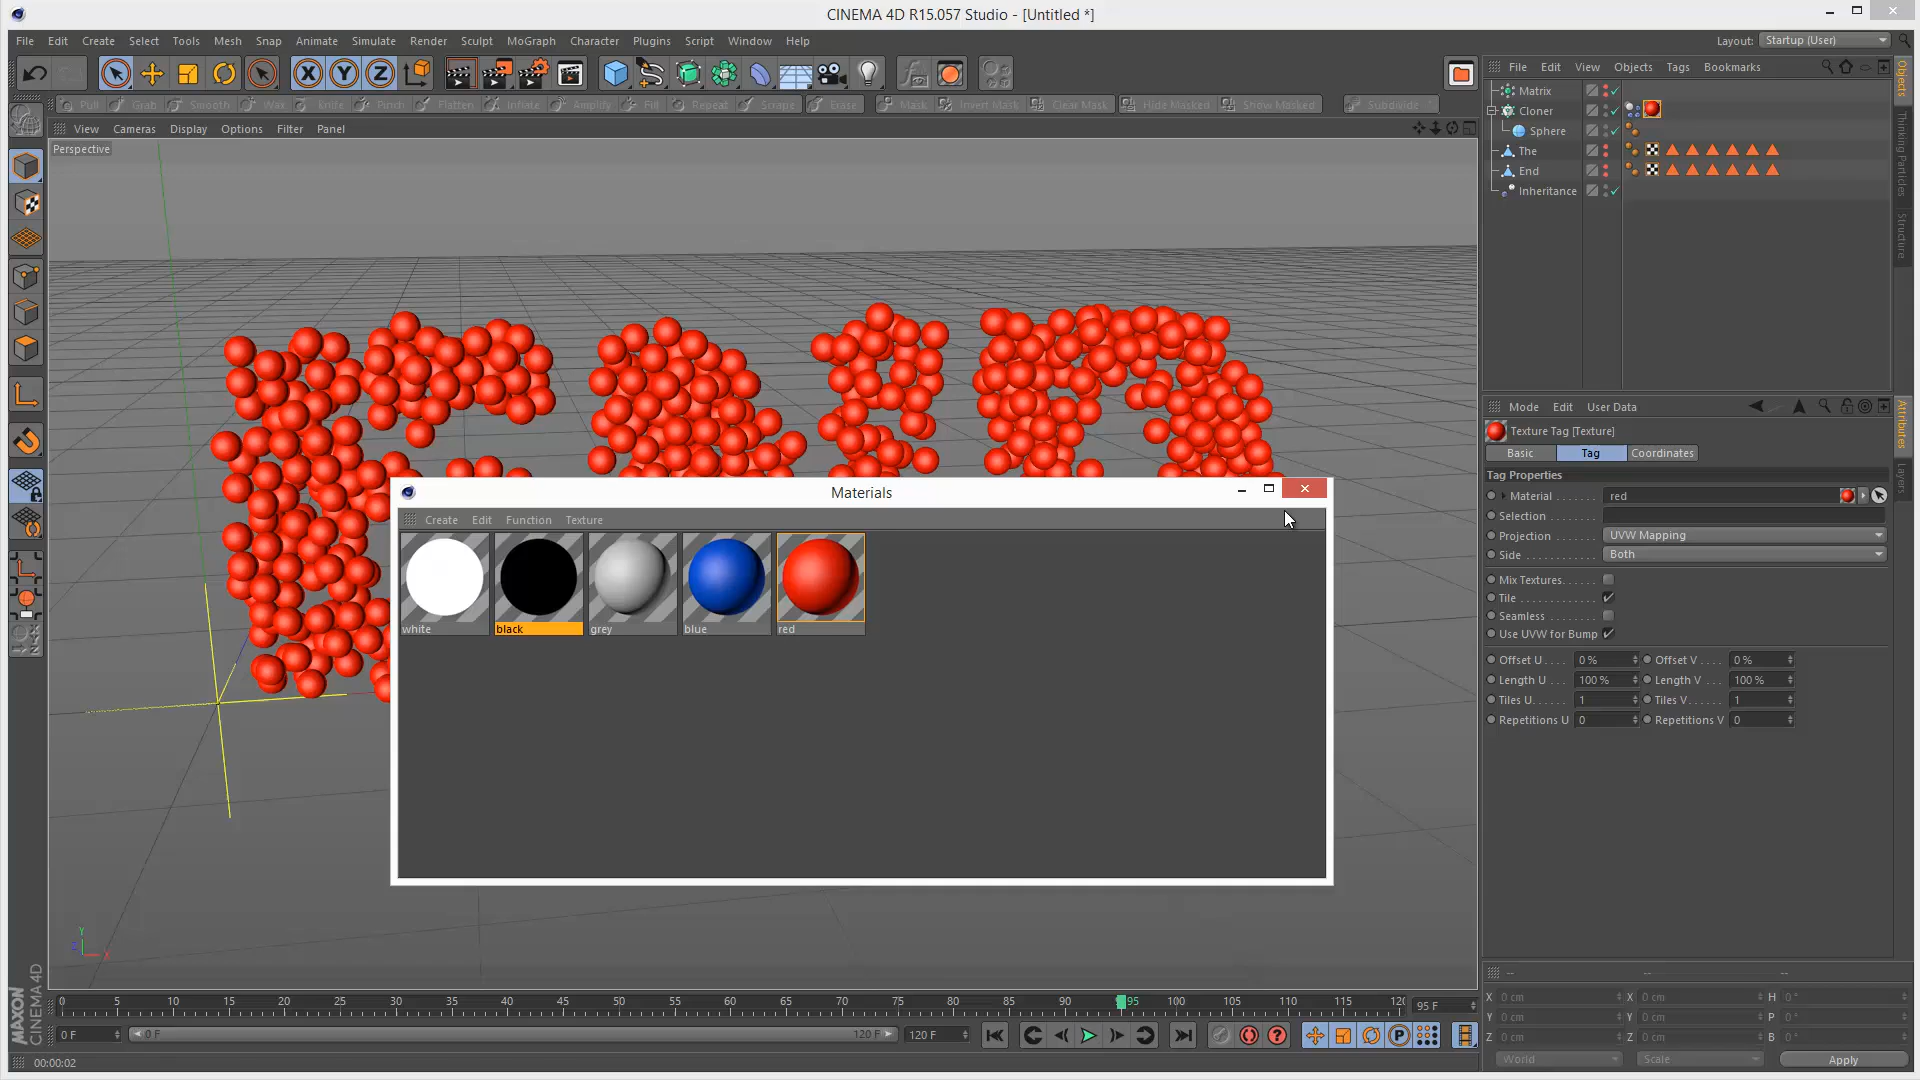 CINEMA 4D R15.057 Studio - [Untitled *]
File Edit Create Select Tools Mesh Snap Animate Simulate Render Sculpt MoGraph Character Plugins Script Window Help
Layout: Startup (User)
Pull Grab Smooth Wax Knife Pinch Flatten Inflate Amplify Fill Repeat Scrape Erase Mask Invert Mask Clear Mask Hide Masked Show Masked Subdivide
View Cameras Display Options Filter Panel
Perspective
File Edit View Objects Tags Bookmarks
Matrix
Cloner
Sphere
The
End
Inheritance
Objects
Thinking Particles
Structure
Mode Edit User Data
Texture Tag [Texture]
Basic Tag Coordinates
Tag Properties
Material red
Selection
Projection UVW Mapping
Side Both
Mix Textures
Tile
Seamless
Use UVW for Bump
Offset U 0 % Offset V 0 %
Length U 100 % Length V 100 %
Tiles U 1 Tiles V 1
Repetitions U 0 Repetitions V 0
Attributes
Layers
Materials
Create Edit Function Texture
white black grey blue red
X Y Z
0 5 10 15 20 25 30 35 40 45 50 55 60 65 70 75 80 85 90 95 100 105 110 115 120
95 F
0 F 0 F 120 F 120 F
00:00:02
MAXON CINEMA 4D
X 0 cm X 0 cm H 0 °
Y 0 cm Y 0 cm P 0 °
Z 0 cm Z 0 cm B 0 °
World Scale Apply